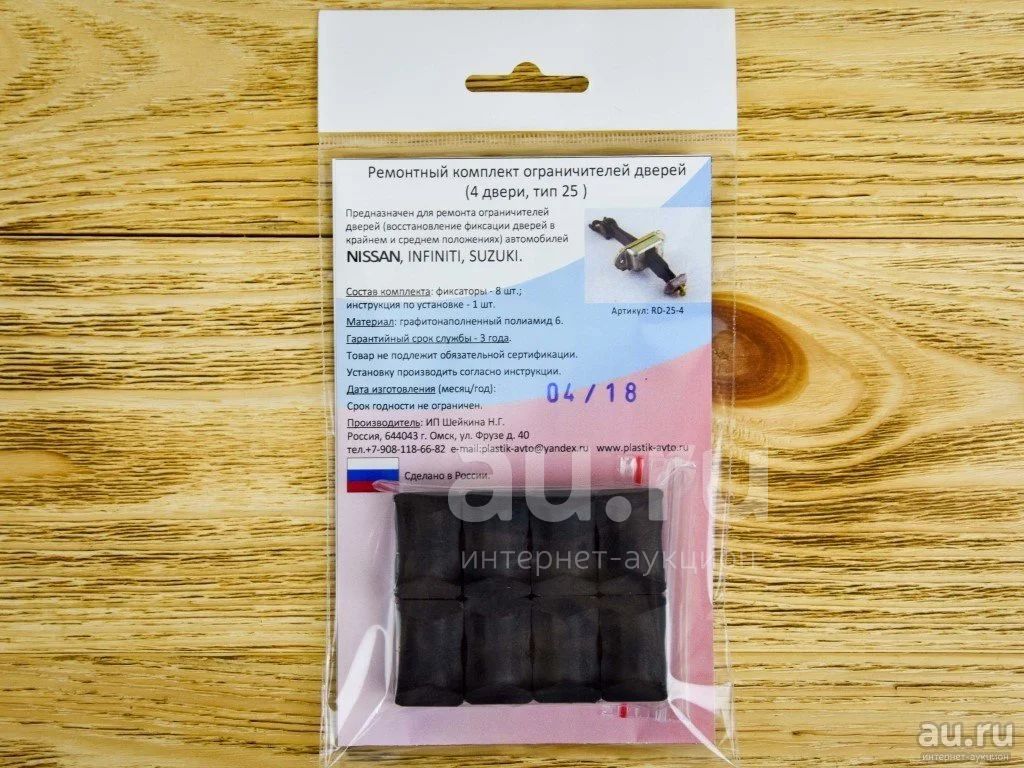 Ремонтный комплект ограничителей дверей
(4 двери, тип 25 )
Предназначен для ремонта ограничителей
дверей (восстановление фиксации дверей в
крайнем и среднем положениях) автомобилей
NISSAN, INFINITI, SUZUKI.
Состав комплекта: фиксаторы - 8 шт.;
инструкция по установке - 1 шт.
Артикул: RD-25-4
Материал: графитонаполненный полиамид 6.
Гарантийный срок службы - 3 года.
Товар не подлежит обязательной сертификации.
Установку производить согласно инструкции.
Дата изготовления (месяц/год): 04/18
Срок годности не ограничен.
Производитель: ИП Шейкина Н.Г.
Россия, 644043 г. Омск, ул. Фрузе д. 40
тел.+7-908-118-66-82 e-mail:plastik-avto@yandex.ru www.plastik-avto.ru
Сделано в России.
au.ru
интернет-аукцион
au.ru
интернет-аукцион